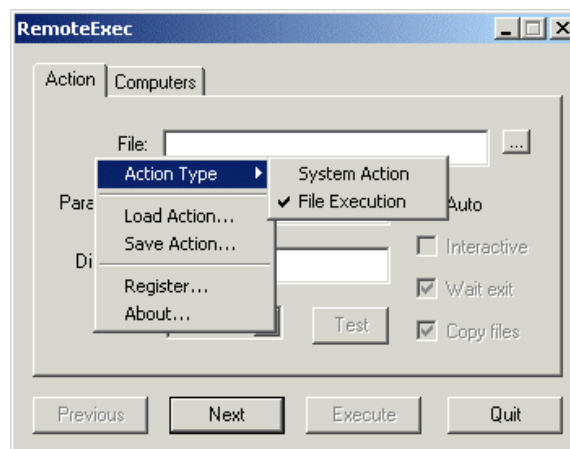 RemoteExec
Action Computers
File: ...
Action Type System Action
Para File Execution Auto
Load Action...
Save Action... Interactive
Di
Register... Wait exit
About... Test Copy files
Previous Next Execute Quit